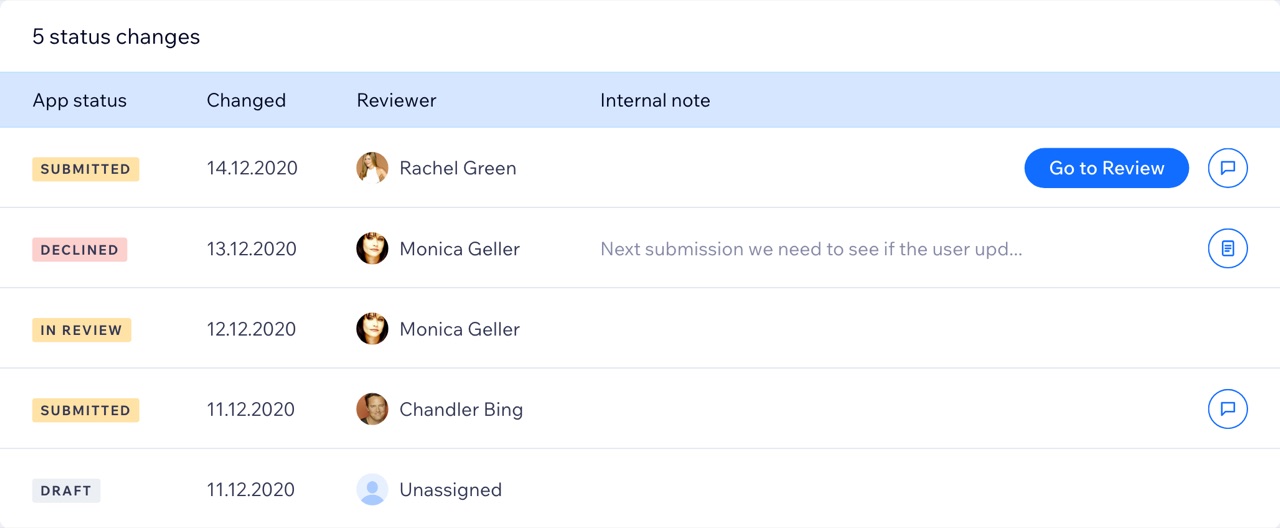 5 status changes
App status Changed Reviewer Internal note
SUBMITTED 14.12.2020 Rachel Green Go to Review
DECLINED 13.12.2020 Monica Geller Next submission we need to see if the user upd...
IN REVIEW 12.12.2020 Monica Geller
SUBMITTED 11.12.2020 Chandler Bing
DRAFT 11.12.2020 Unassigned